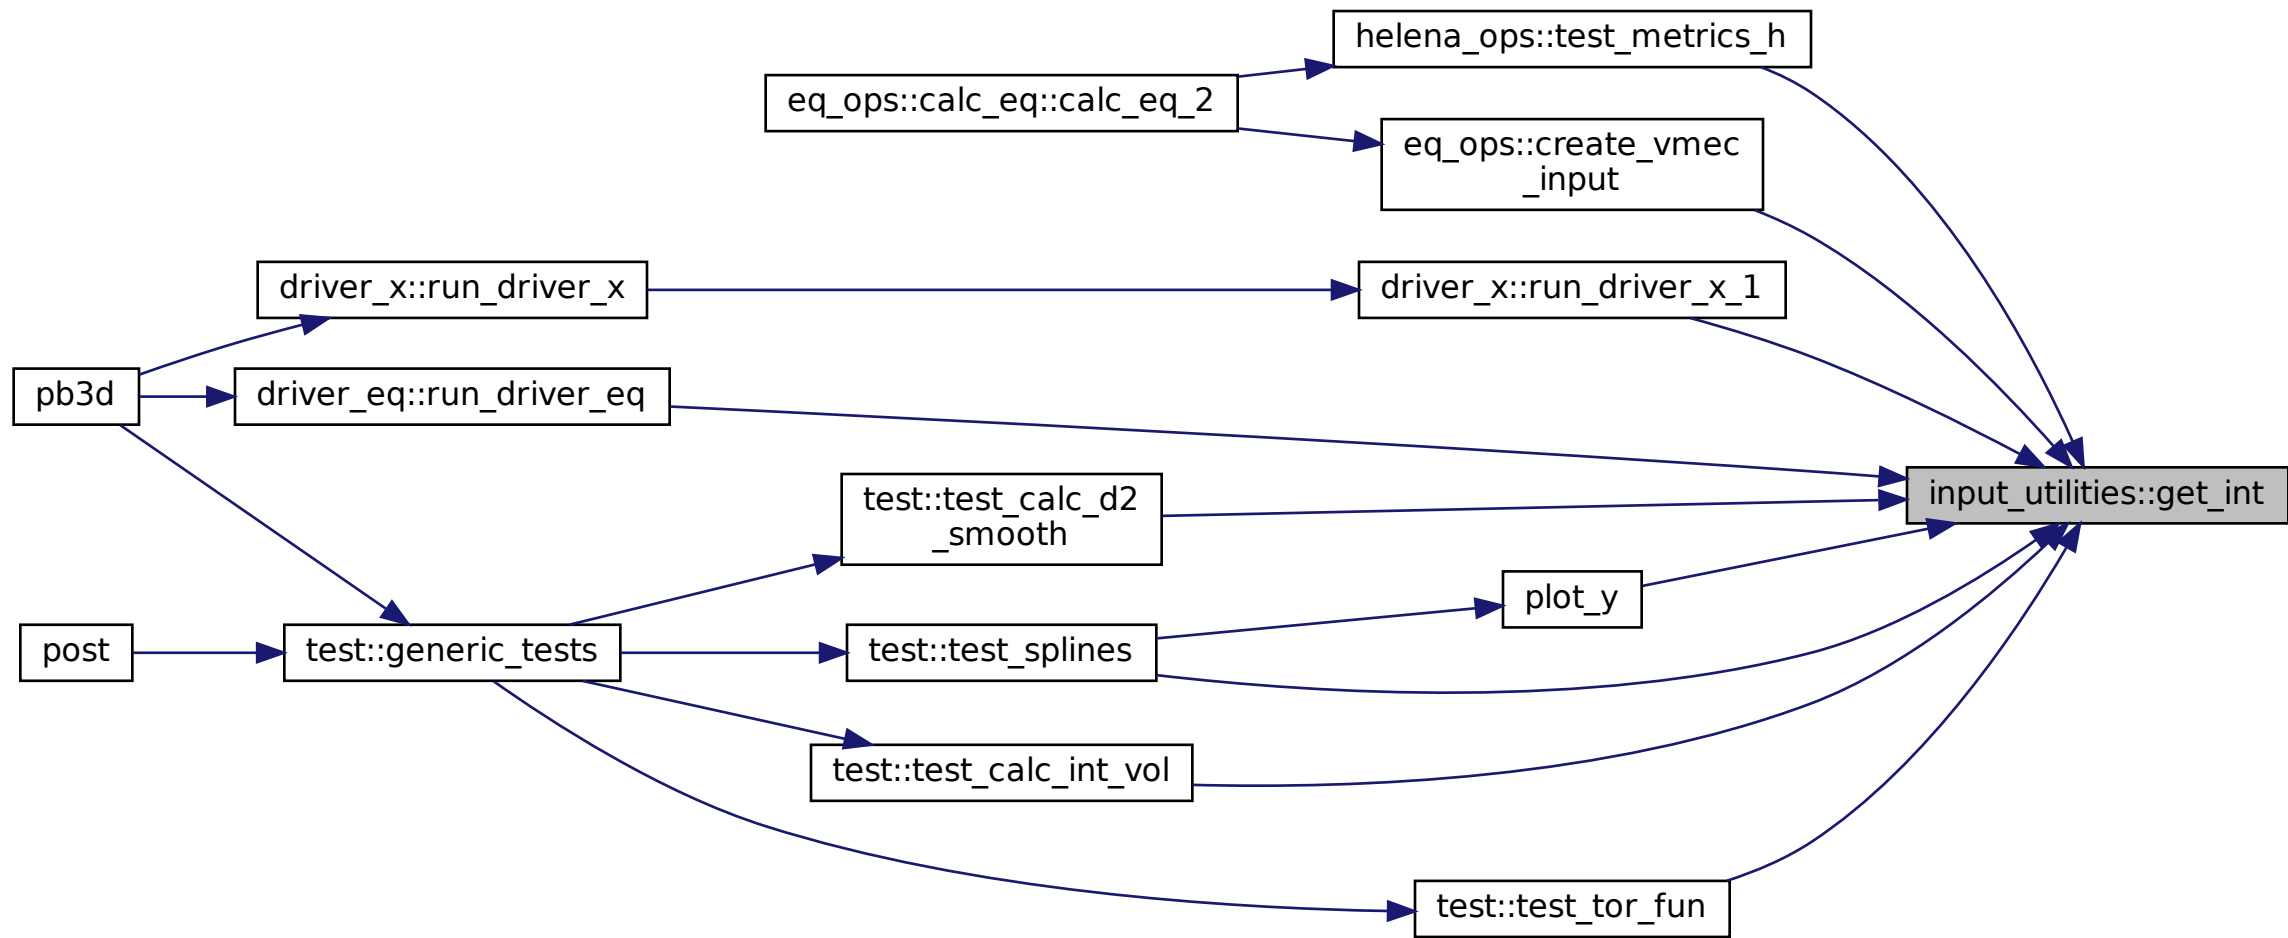 helena_ops::test_metrics_h
eq_ops::calc_eq::calc_eq_2
eq_ops::create_vmec
_input
driver_x::run_driver_x
driver_x::run_driver_x_1
pb3d
driver_eq::run_driver_eq
test::test_calc_d2
_smooth
input_utilities::get_int
plot_y
post
test::generic_tests
test::test_splines
test::test_calc_int_vol
test::test_tor_fun